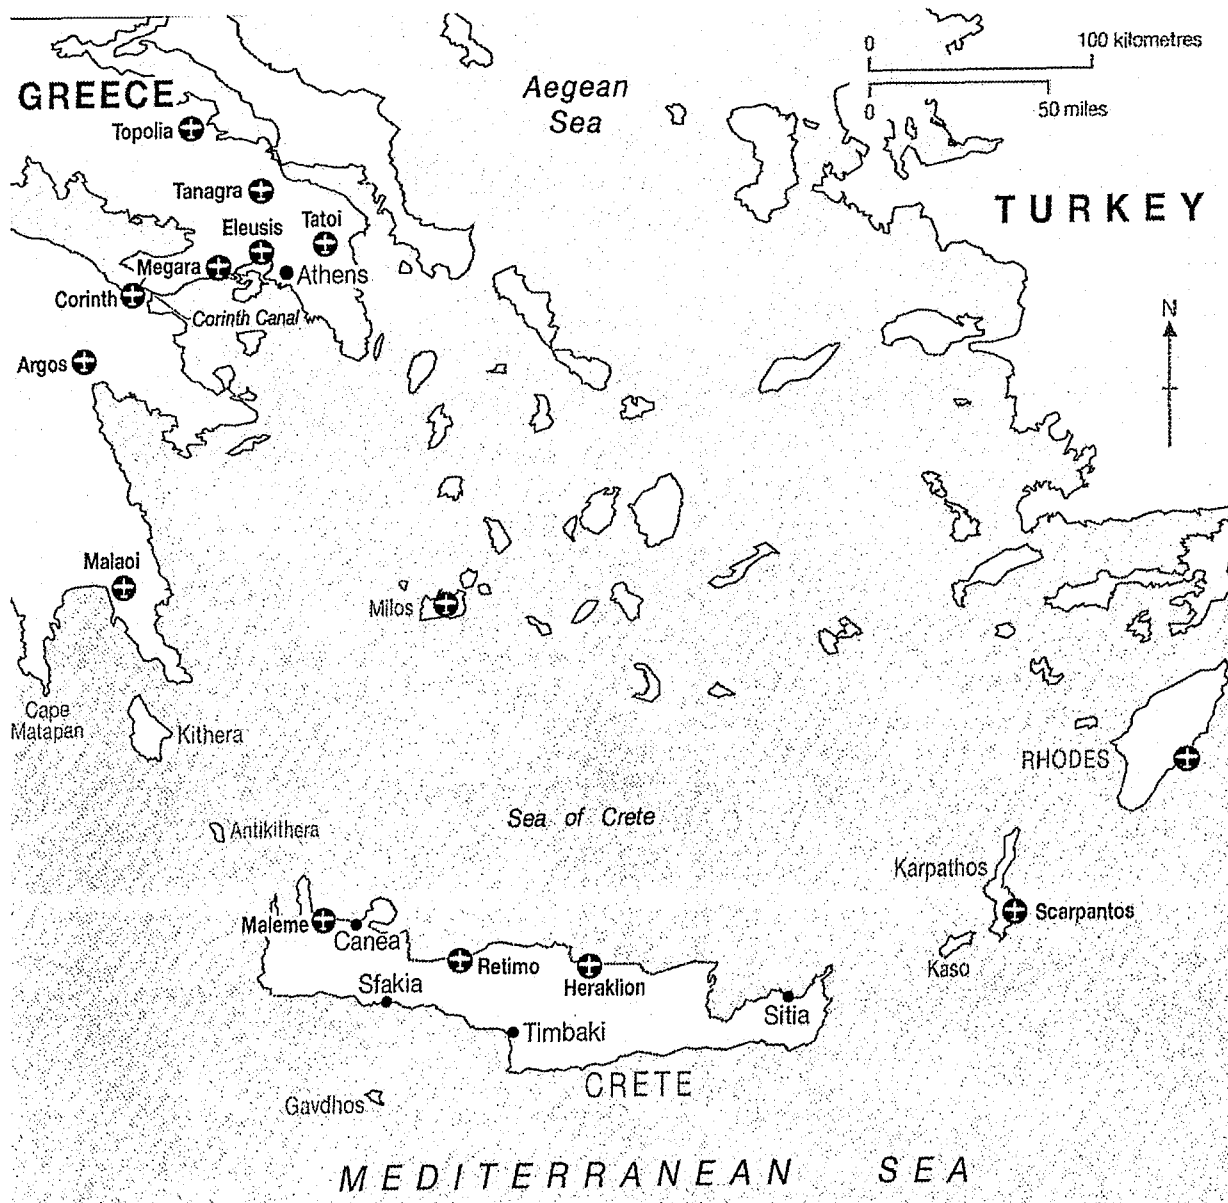 0 100 kilometres
0 50 miles
Aegean
Sea
GREECE
Topolia
TURKEY
Tanagra
Eleusis
Tatoi
Megara
Athens
Corinth
Corinth Canal
N
Argos
Malaoi
Milos
Cape
Matapan
Kithera
RHODES
Sea of Crete
Antikithera
Karpathos
Maleme
Canea
Scarpantos
Retimo
Heraklion
Kaso
Sfakia
Sitia
Timbaki
CRETE
Gavdhos
MEDITERRANEAN SEA